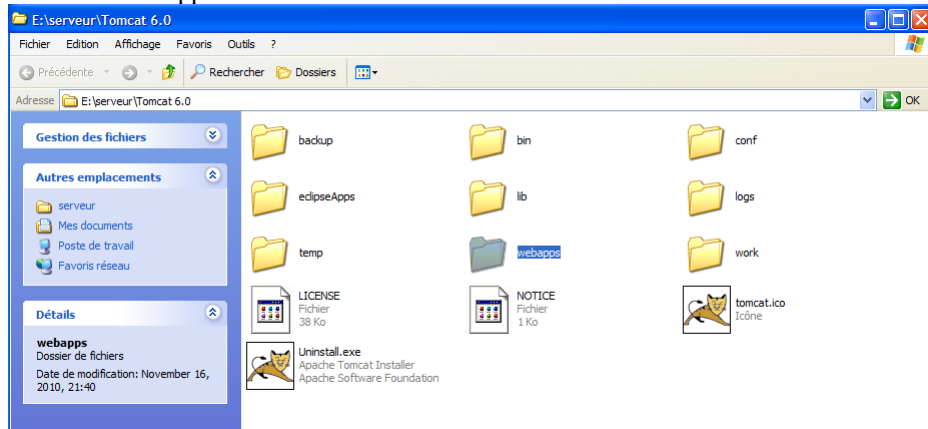 E:\serveur\Tomcat 6.0
Fichier Edition Affichage Favoris Outils ?
Précédente Rechercher Dossiers
Adresse E:\serveur\Tomcat 6.0 OK
Gestion des fichiers
Autres emplacements
serveur
Mes documents
Poste de travail
Favoris réseau
Détails
webapps
Dossier de fichiers
Date de modification: November 16,
2010, 21:40
backup bin conf
eclipseApps lib logs
temp webapps work
LICENSE
Fichier
38 Ko
NOTICE
Fichier
1 Ko
tomcat.ico
Icône
Uninstall.exe
Apache Tomcat Installer
Apache Software Foundation